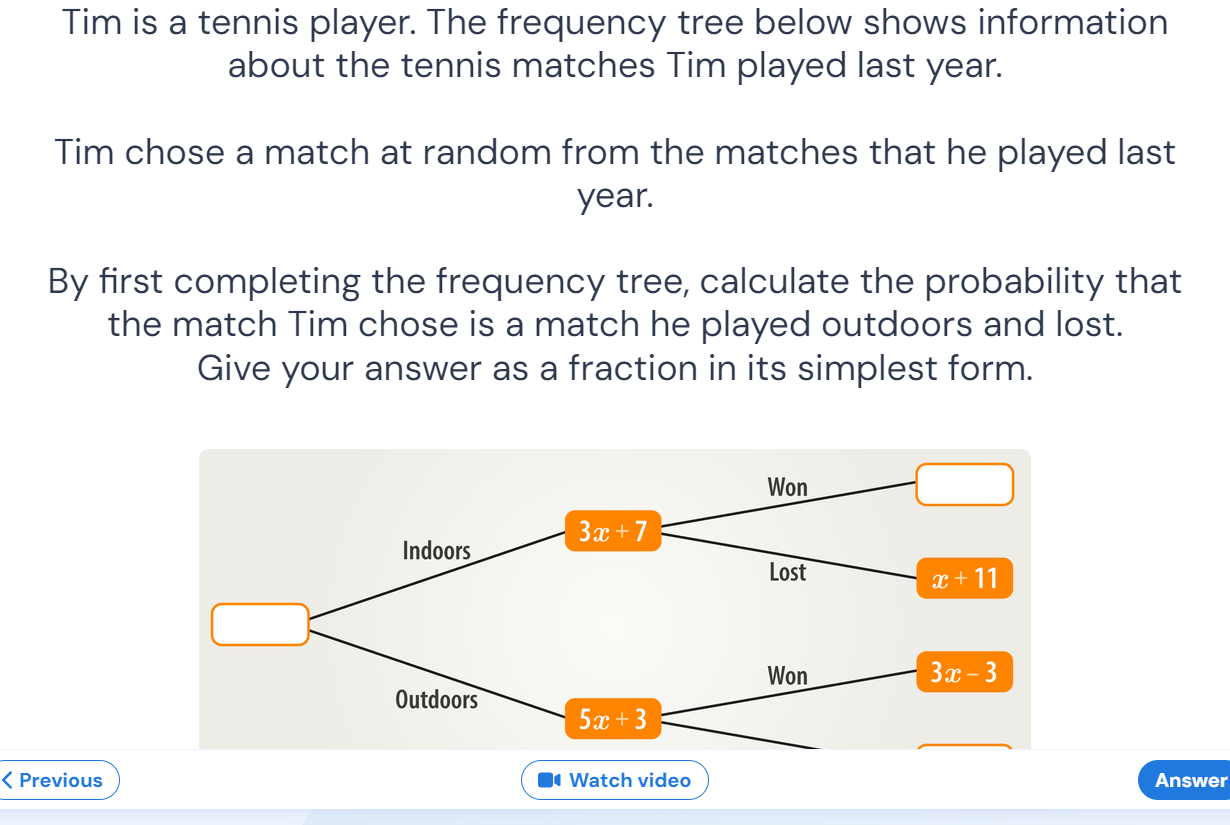 Tim is a tennis player. The frequency tree below shows information
about the tennis matches Tim played last year.
Tim chose a match at random from the matches that he played last
year.
By first completing the frequency tree, calculate the probability that
the match Tim chose is a match he played outdoors and lost.
Give your answer as a fraction in its simplest form.
Won
3x + 7
Indoors
Lost
x + 11
Won
3x – 3
Outdoors
5x + 3
Previous
Watch video
Answer